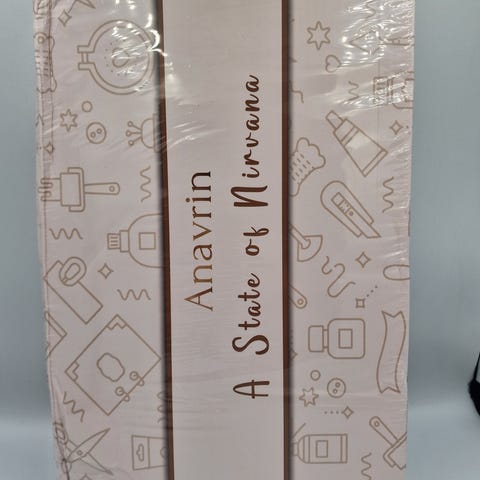 Anavrin
A State of Nirvana